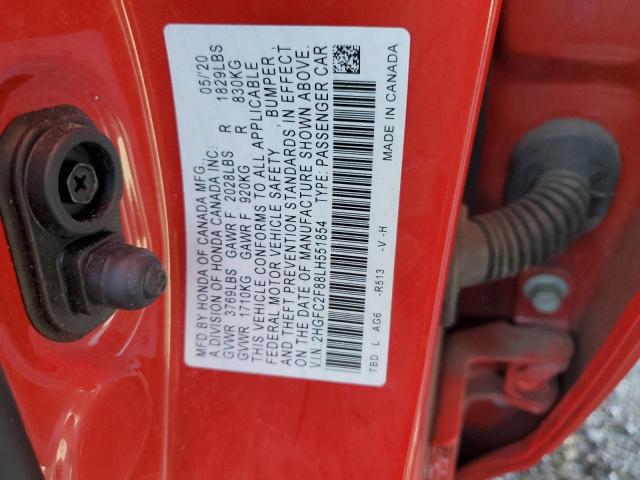 MFD BY HONDA OF CANADA MFG., 05/'20
A DIVISION OF HONDA CANADA INC.
GVWR 3769LBS GAWR F 2028LBS R 1829LBS
GVWR 1710KG GAWR F 920KG R 830KG
THIS VEHICLE CONFORMS TO ALL APPLICABLE
FEDERAL MOTOR VEHICLE SAFETY BUMPER,
AND THEFT PREVENTION STANDARDS IN EFFECT
ON THE DATE OF MANUFACTURE SHOWN ABOVE.
V.I.N: 2HGFC2F88LH551854 TYPE: PASSENGER CAR
TBD L AG6 -R513 -V-H
MADE IN CANADA